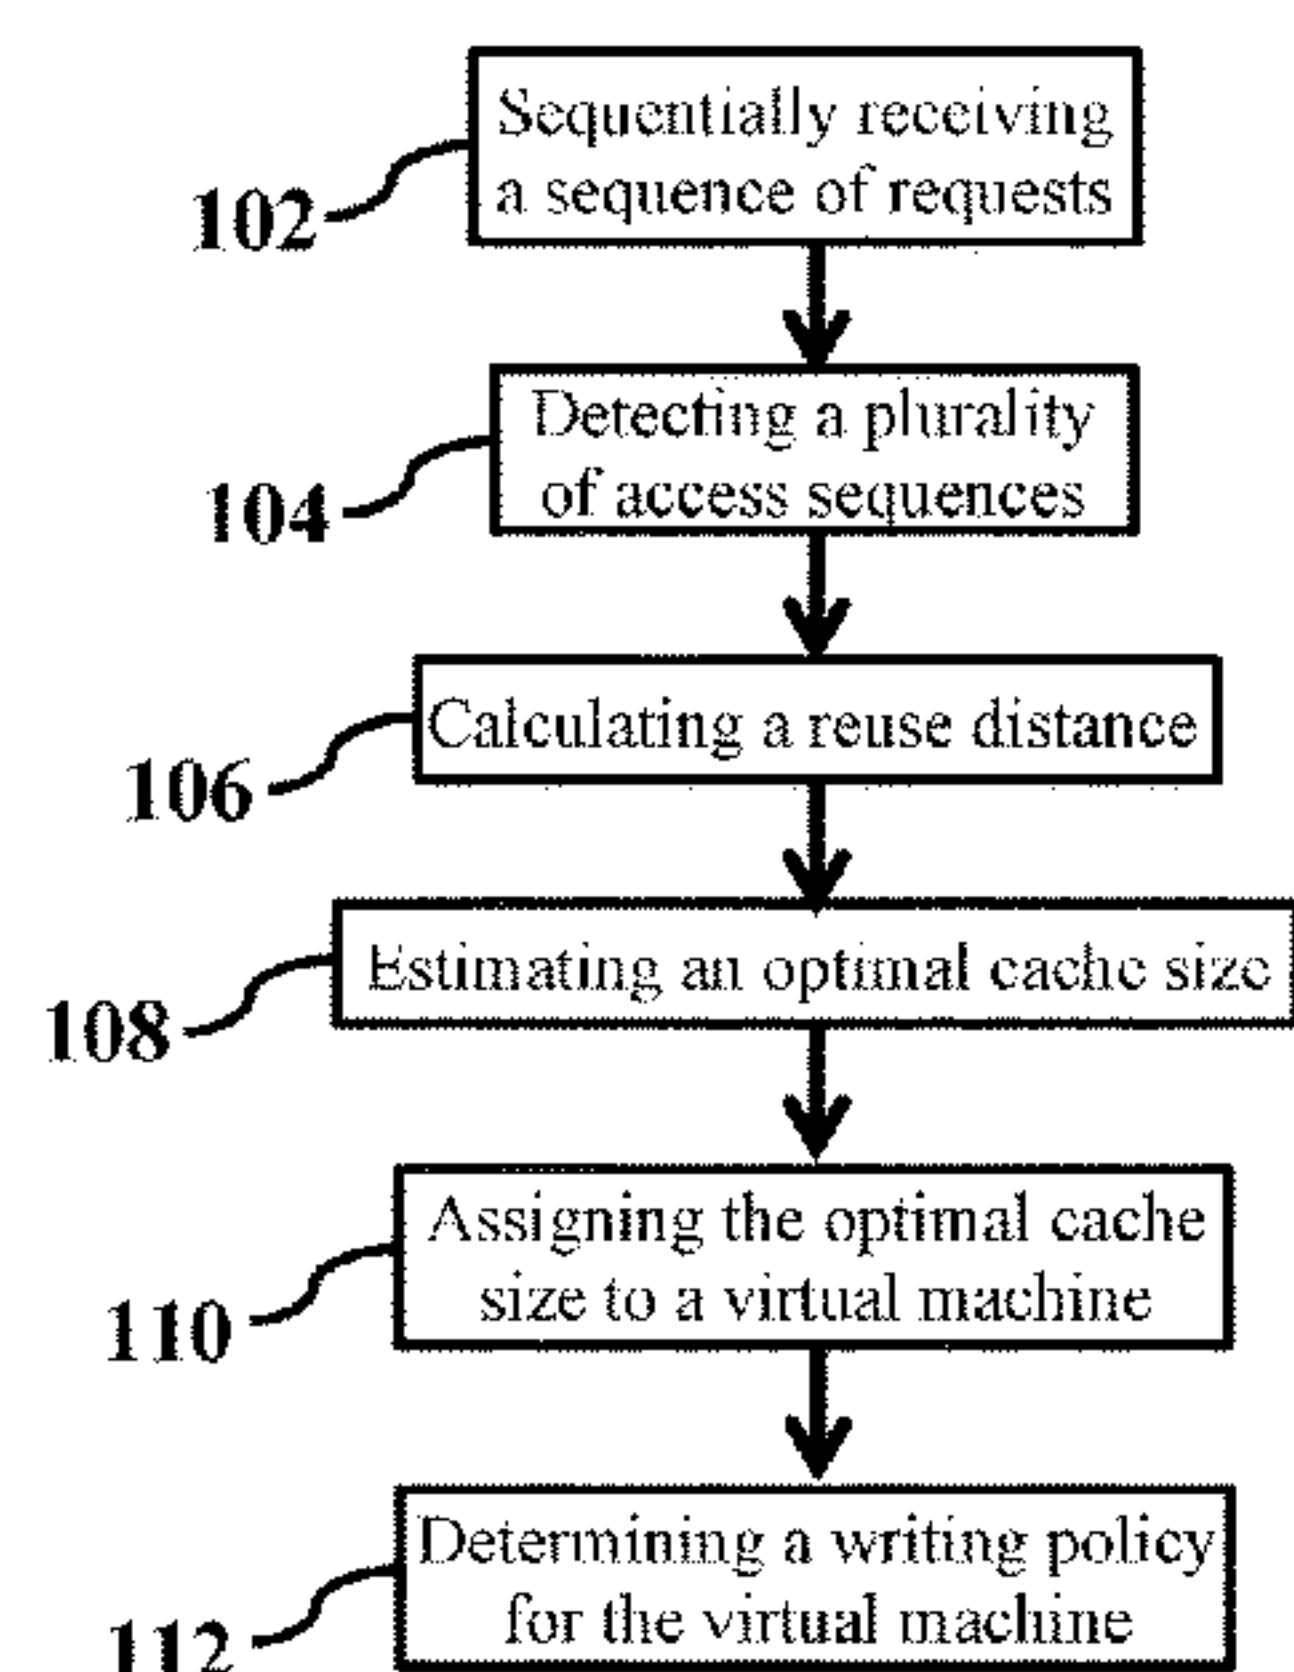 Sequentially receiving
a sequence of requests
102
Detecting a plurality
of access sequences
104
Calculating a reuse distance
106
Estimating an optimal cache size
108
Assigning the optimal cache
size to a virtual machine
110
Determining a writing policy
for the virtual machine
112